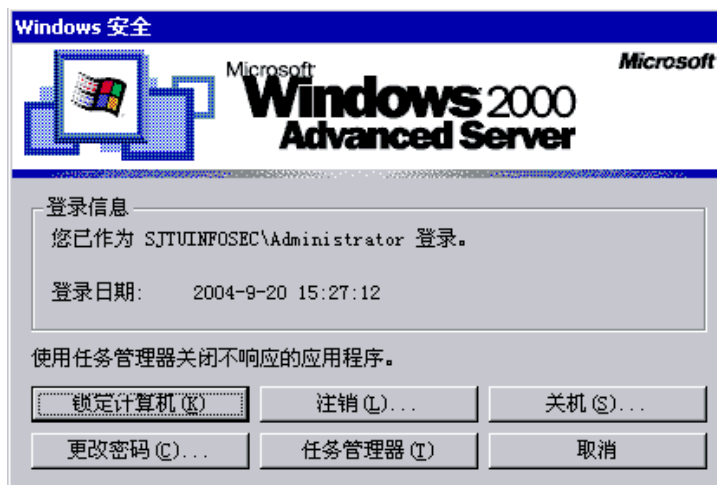 Windows 安全
Microsoft
Microsoft
Windows 2000
Advanced Server
登录信息
您已作为 SJTUINFOSEC\Administrator 登录。
登录日期: 2004-9-20 15:27:12
使用任务管理器关闭不响应的应用程序。
锁定计算机(K) 注销(L)... 关机(S)...
更改密码(C)... 任务管理器(T) 取消